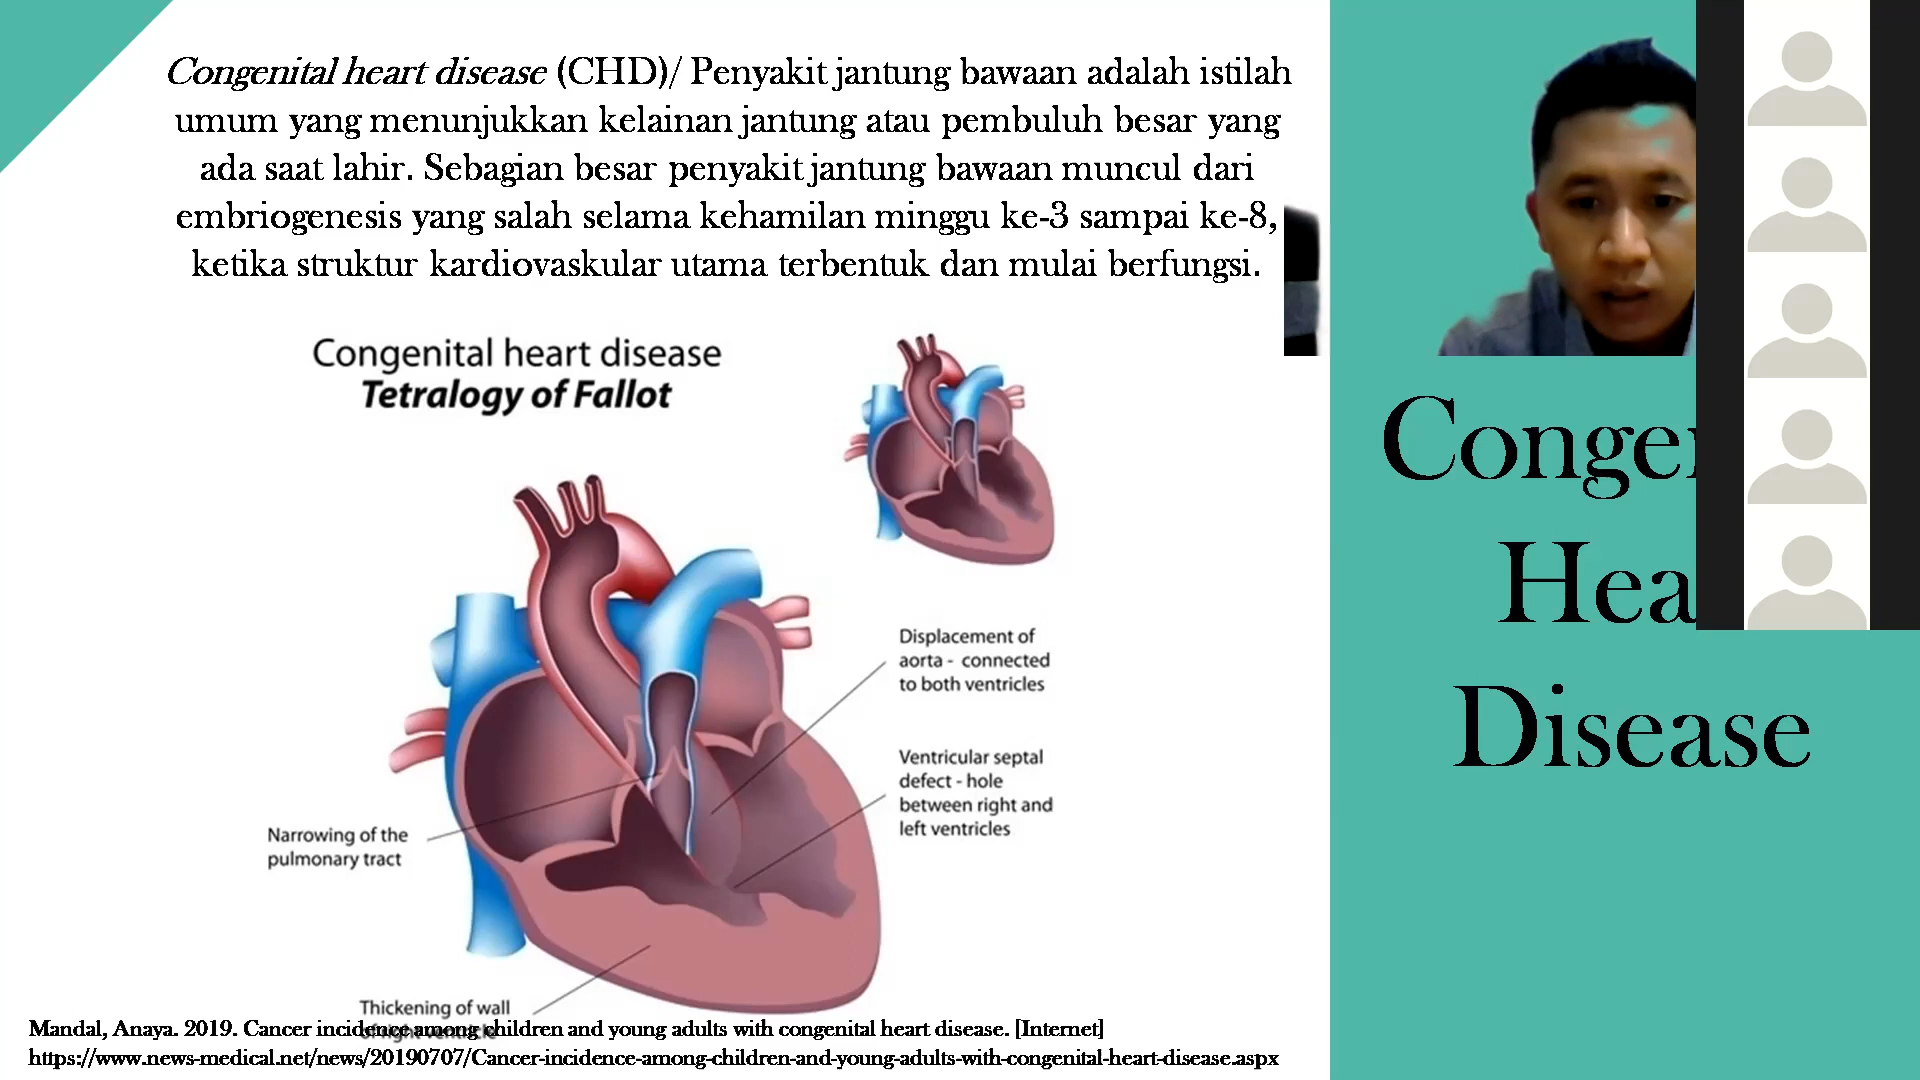 Congenital heart disease (CHD)/ Penyakit jantung bawaan adalah istilah
umum yang menunjukkan kelainan jantung atau pembuluh besar yang
ada saat lahir. Sebagian besar penyakit jantung bawaan muncul dari
embriogenesis yang salah selama kehamilan minggu ke-3 sampai ke-8,
ketika struktur kardiovaskular utama terbentuk dan mulai berfungsi.
Congenital heart disease
Tetralogy of Fallot
Displacement of
aorta - connected
to both ventricles
Ventricular septal
defect - hole
between right and
left ventricles
Narrowing of the
pulmonary tract
Thickening of wall
of right ventricle
Mandal, Anaya. 2019. Cancer incidence among children and young adults with congenital heart disease. [Internet]
https://www.news-medical.net/news/20190707/Cancer-incidence-among-children-and-young-adults-with-congenital-heart-disease.aspx
Conge
Hea
Disease